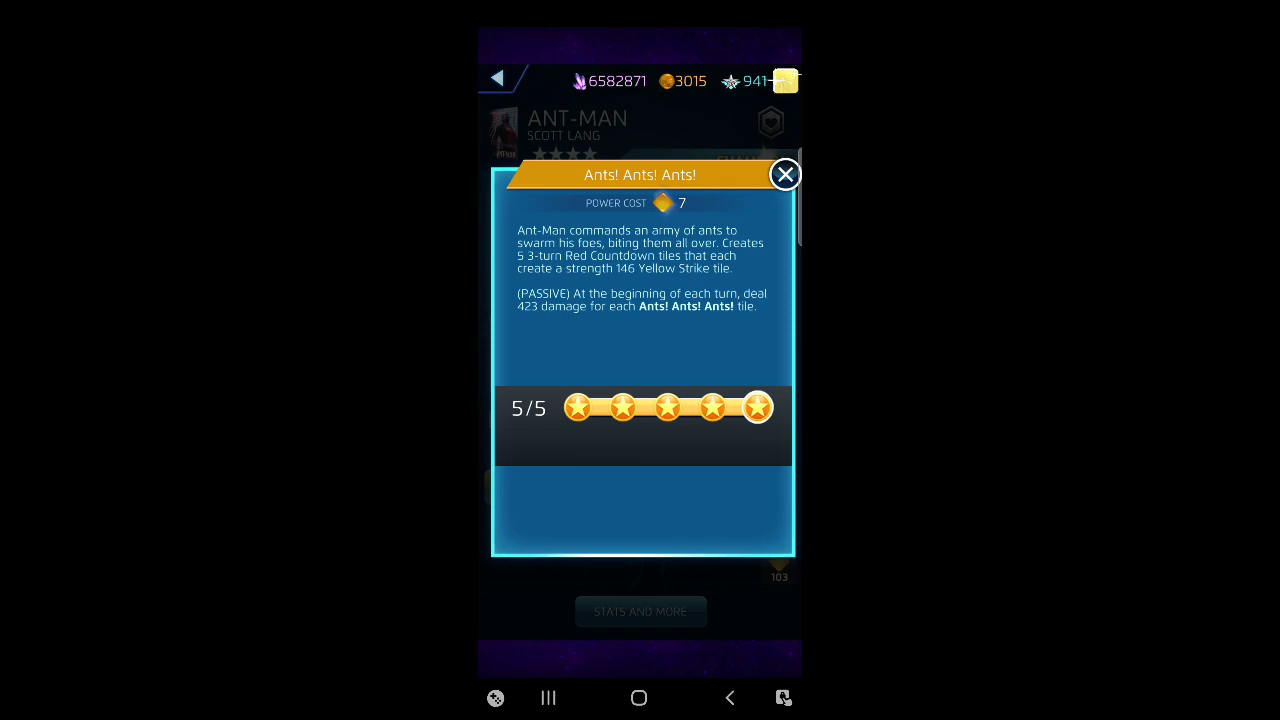 6582871 3015 941
ANT-MAN
SCOTT LANG
Ants! Ants! Ants!
POWER COST 7
Ant-Man commands an army of ants to
swarm his foes, biting them all over. Creates
5 3-turn Red Countdown tiles that each
create a strength 146 Yellow Strike tile.
(PASSIVE) At the beginning of each turn, deal
423 damage for each Ants! Ants! Ants! tile.
5/5
103
STATS AND MORE